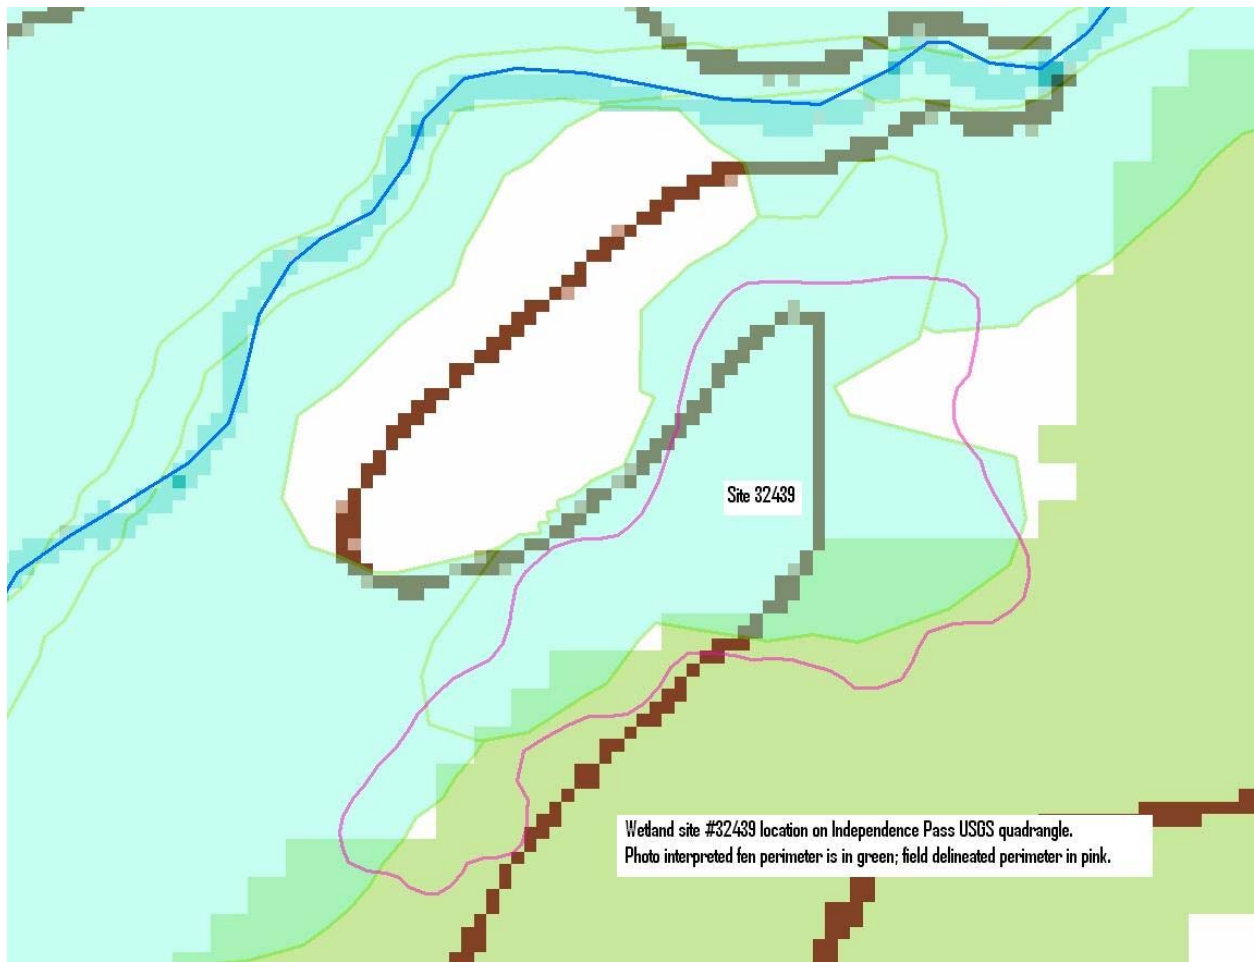 Site 32439
Wetland site #32439 location on Independence Pass USGS quadrangle.
Photo interpreted fen perimeter is in green; field delineated perimeter in pink.